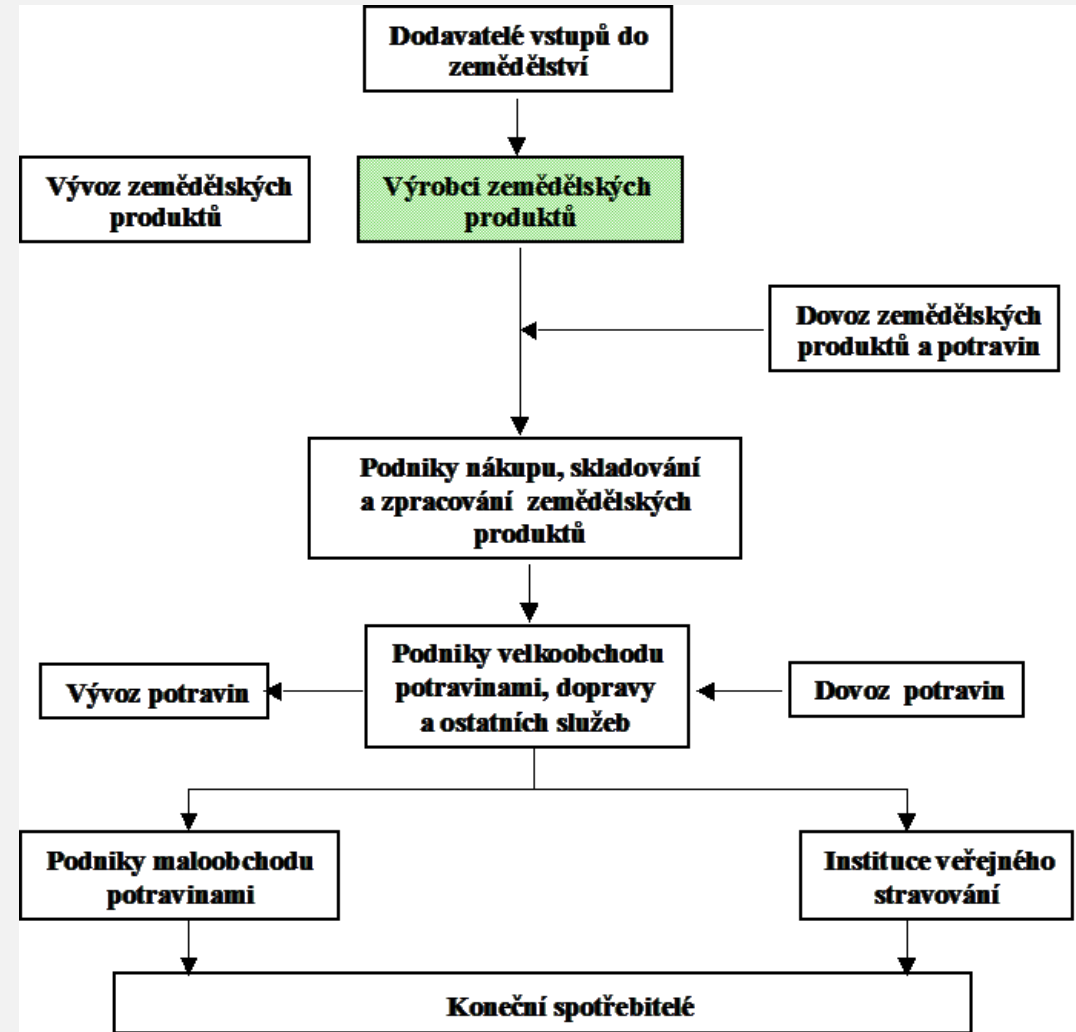 Dodavatelé vstupů do
zemědělství
Vývoz zemědělských
produktů
Výrobci zemědělských
produktů
Dovoz zemědělských
produktů a potravin
Podniky nákupu, skladování
a zpracování zemědělských
produktů
Podniky velkoobchodu
potravinami, dopravy
a ostatních služeb
Vývoz potravin
Dovoz potravin
Podniky maloobchodu
potravinami
Instituce veřejného
stravování
Koneční spotřebitelé